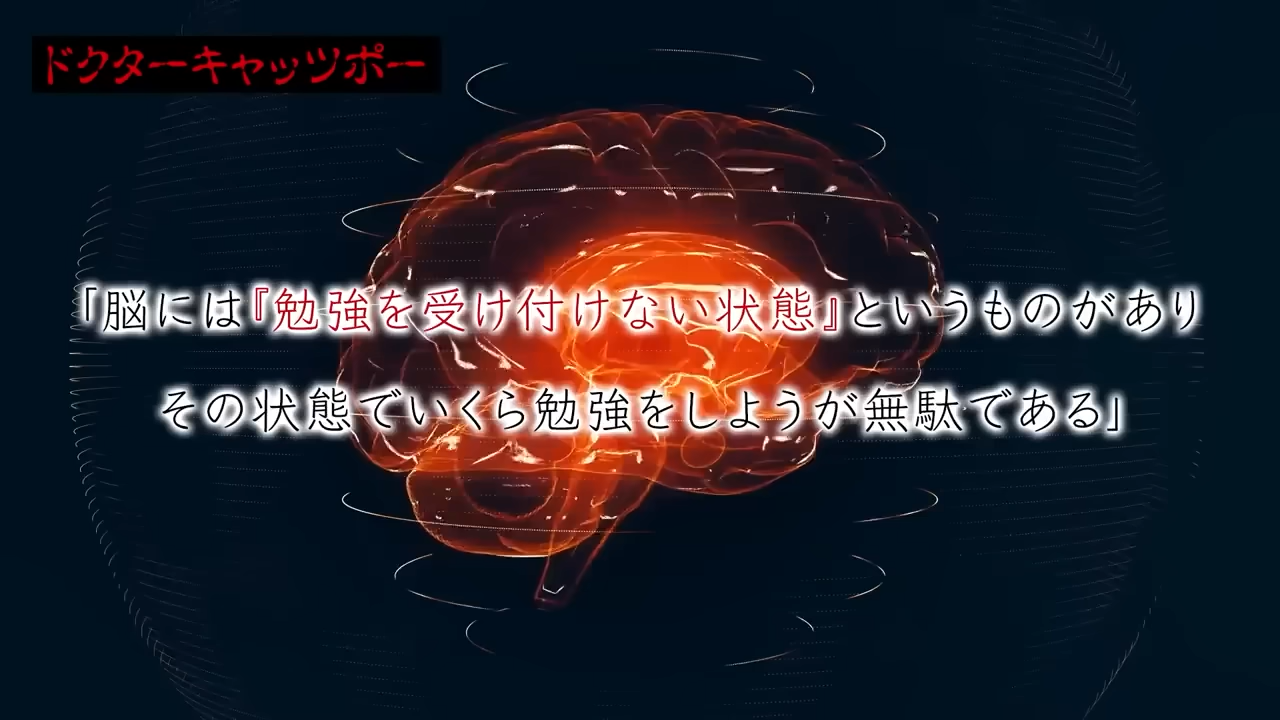 ドクターキャッツポー
「脳には『勉強を受け付けない状態』というものがあり
その状態でいくら勉強をしようが無駄である」